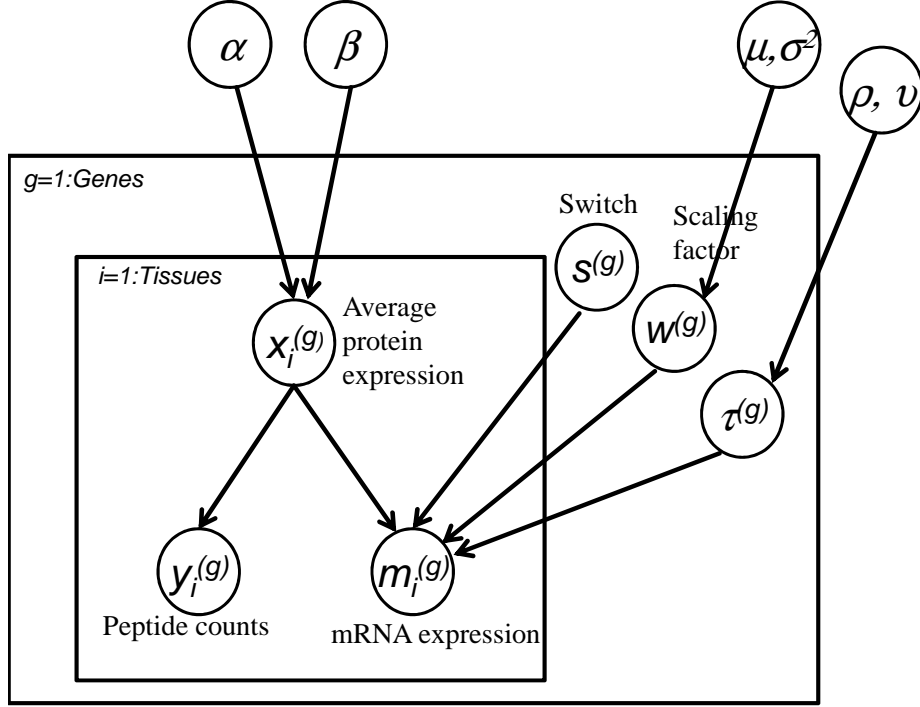 α
β
μ,σ²
ρ, υ
g=1:Genes
Switch
Scaling
factor
s(g)
i=1:Tissues
w(g)
xi(g)
Average
protein
expression
τ(g)
yi(g)
mi(g)
Peptide counts
mRNA expression